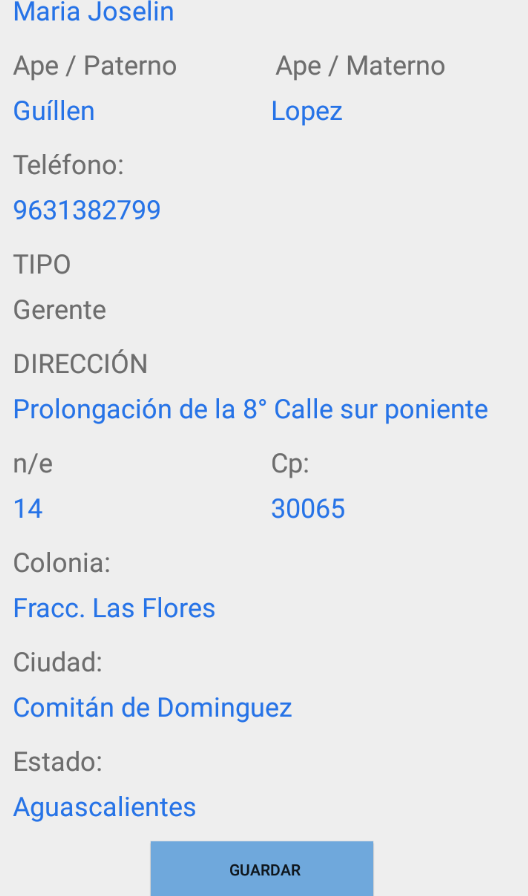 Maria Joselin
Ape / Paterno Ape / Materno
Guíllen Lopez
Teléfono:
9631382799
TIPO
Gerente
DIRECCIÓN
Prolongación de la 8° Calle sur poniente
n/e Cp:
14 30065
Colonia:
Fracc. Las Flores
Ciudad:
Comitán de Dominguez
Estado:
Aguascalientes
GUARDAR